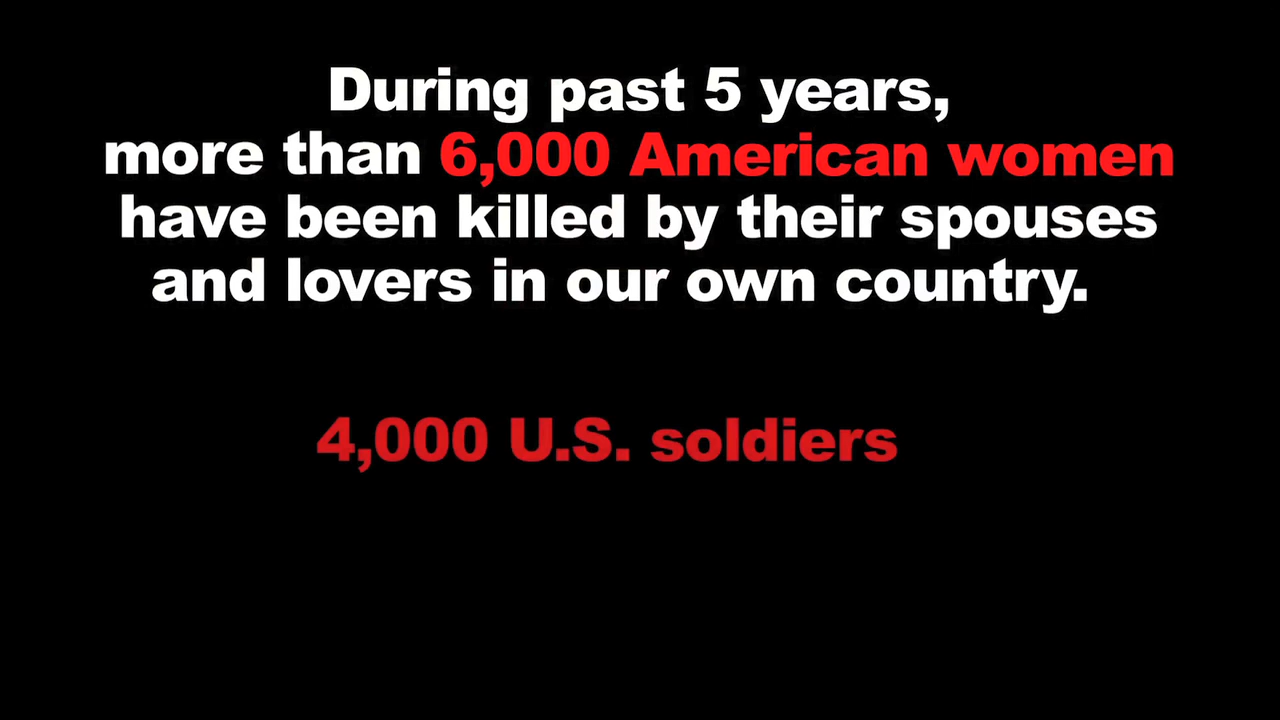 During past 5 years,
more than 6,000 American women
have been killed by their spouses
and lovers in our own country.
4,000 U.S. soldiers